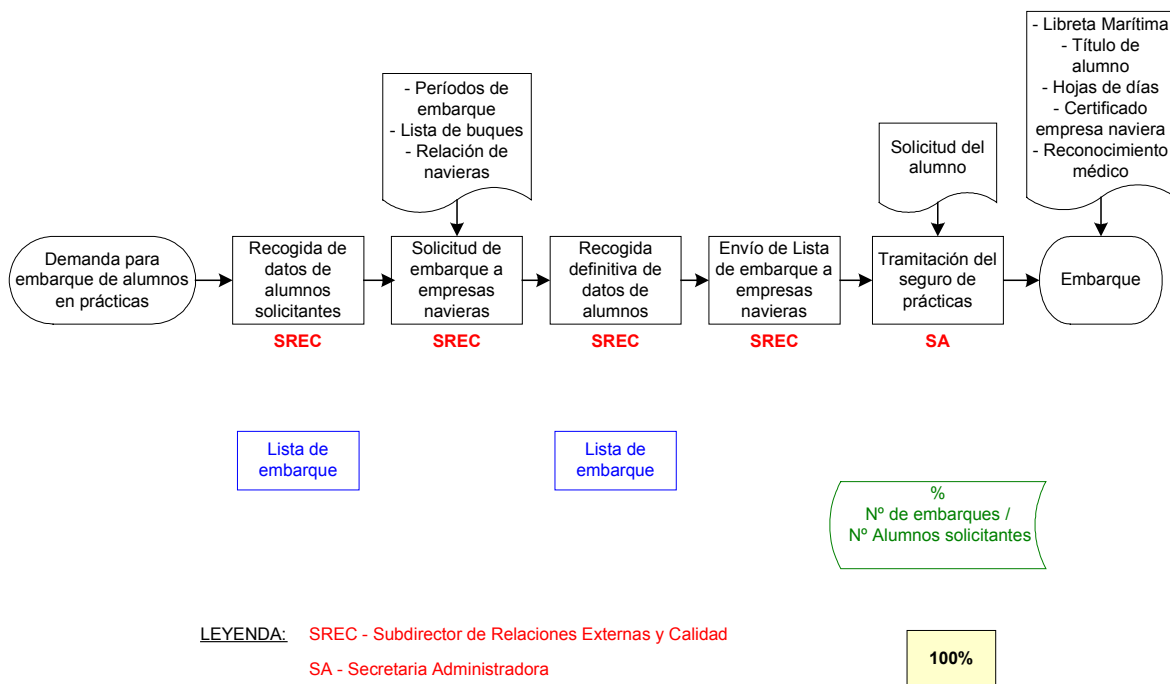 - Libreta Marítima
- Título de
alumno
- Hojas de días
- Certificado
empresa naviera
- Reconocimiento
médico
- Períodos de
embarque
- Lista de buques
- Relación de
navieras
Solicitud del
alumno
Demanda para
embarque de alumnos
en prácticas
Recogida de
datos de
alumnos
solicitantes
Solicitud de
embarque a
empresas
navieras
Recogida
definitiva de
datos de
alumnos
Envío de Lista
de embarque a
empresas
navieras
Tramitación del
seguro de
prácticas
Embarque
SREC
SREC
SREC
SREC
SA
Lista de
embarque
Lista de
embarque
%
Nº de embarques /
Nº Alumnos solicitantes
LEYENDA: SREC - Subdirector de Relaciones Externas y Calidad
SA - Secretaria Administradora
100%